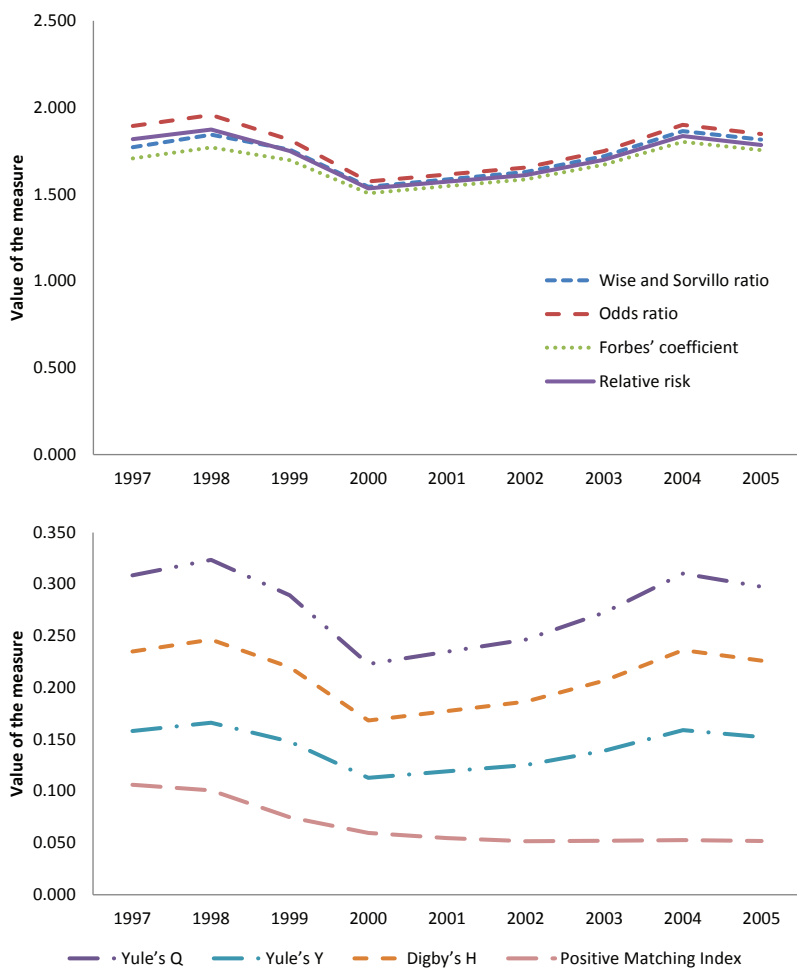 2.500
2.000
1.500
1.000
0.500
0.000
Value of the measure
Wise and Sorvillo ratio
Odds ratio
Forbes’ coefficient
Relative risk
1997 1998 1999 2000 2001 2002 2003 2004 2005
0.350
0.300
0.250
0.200
0.150
0.100
0.050
0.000
Value of the measure
1997 1998 1999 2000 2001 2002 2003 2004 2005
Yule’s Q Yule’s Y Digby’s H Positive Matching Index